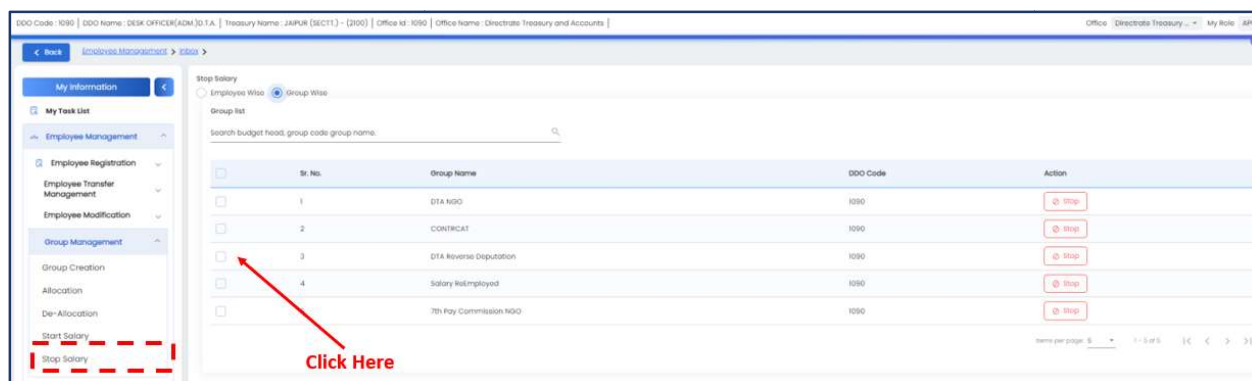 DDO Code : 1090 | DDO Name : DESK OFFICER(ADM.)D.T.A. | Treasury Name : JAIPUR (SECTT.) - (2100) | Office Id : 1090 | Office Name : Directrate Treasury and Accounts |
Office Directrate Treasury ... My Role
Back Employee Management > Inbox >
My Information
My Task List
Employee Management
Employee Registration
Employee Transfer
Management
Employee Modification
Group Management
Group Creation
Allocation
De-Allocation
Start Salary
Stop Salary
Stop Salary
Employee Wise Group Wise
Group list
Search budget head, group code group name.
Sr. No. Group Name DDO Code Action
1 DTA NGO 1090 Stop
2 CONTRCAT 1090 Stop
3 DTA Reverse Deputation 1090 Stop
4 Salary ReEmployed 1090 Stop
7th Pay Commission NGO 1090 Stop
Items per page: 5 1 - 5 of 5 |< < > >|
Click Here